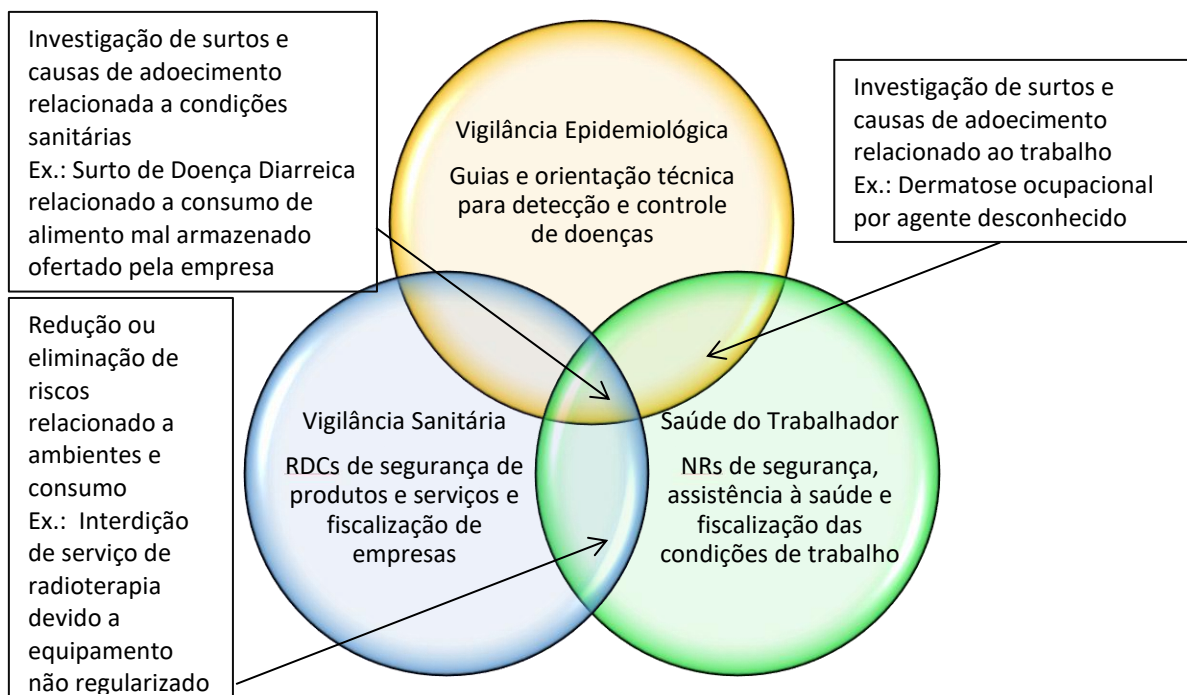 Investigação de surtos e
causas de adoecimento
relacionada a condições
sanitárias
Ex.: Surto de Doença Diarreica
relacionado a consumo de
alimento mal armazenado
ofertado pela empresa
Vigilância Epidemiológica
Guias e orientação técnica
para detecção e controle
de doenças
Investigação de surtos e
causas de adoecimento
relacionado ao trabalho
Ex.: Dermatose ocupacional
por agente desconhecido
Redução ou
eliminação de
riscos
relacionado a
ambientes e
consumo
Ex.: Interdição
de serviço de
radioterapia
devido a
equipamento
não regularizado
Vigilância Sanitária
RDCs de segurança de
produtos e serviços e
fiscalização de
empresas
Saúde do Trabalhador
NRs de segurança,
assistência à saúde e
fiscalização das
condições de trabalho